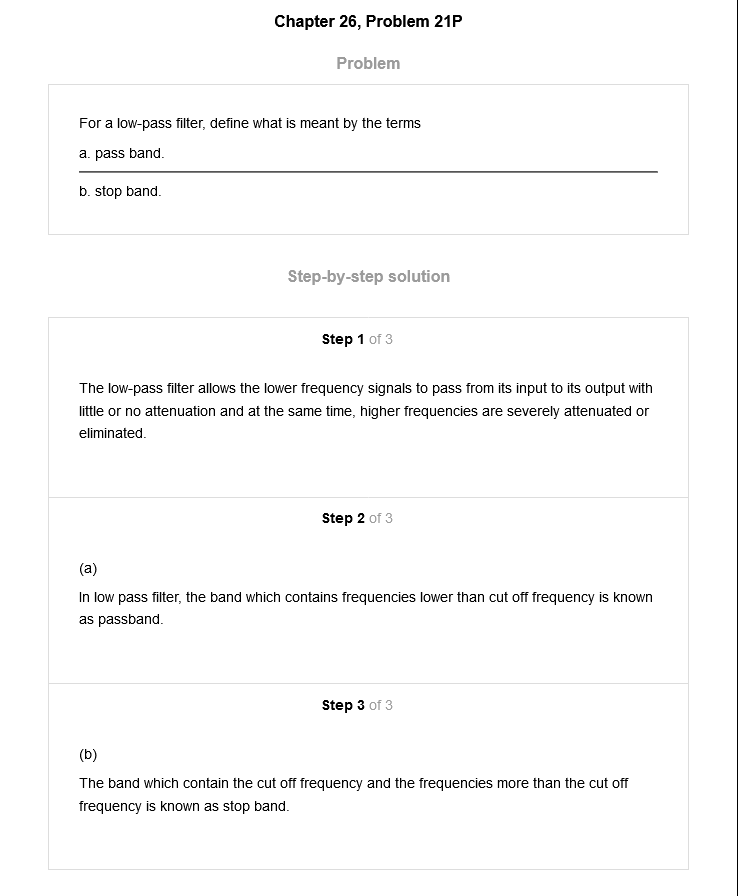 Chapter 26, Problem 21P
Problem
For a low-pass filter, define what is meant by the terms
a. pass band.
b. stop band.
Step-by-step solution
Step 1 of 3
The low-pass filter allows the lower frequency signals to pass from its input to its output with
little or no attenuation and at the same time, higher frequencies are severely attenuated or
eliminated.
Step 2 of 3
(a)
In low pass filter, the band which contains frequencies lower than cut off frequency is known
as passband.
Step 3 of 3
(b)
The band which contain the cut off frequency and the frequencies more than the cut off
frequency is known as stop band.